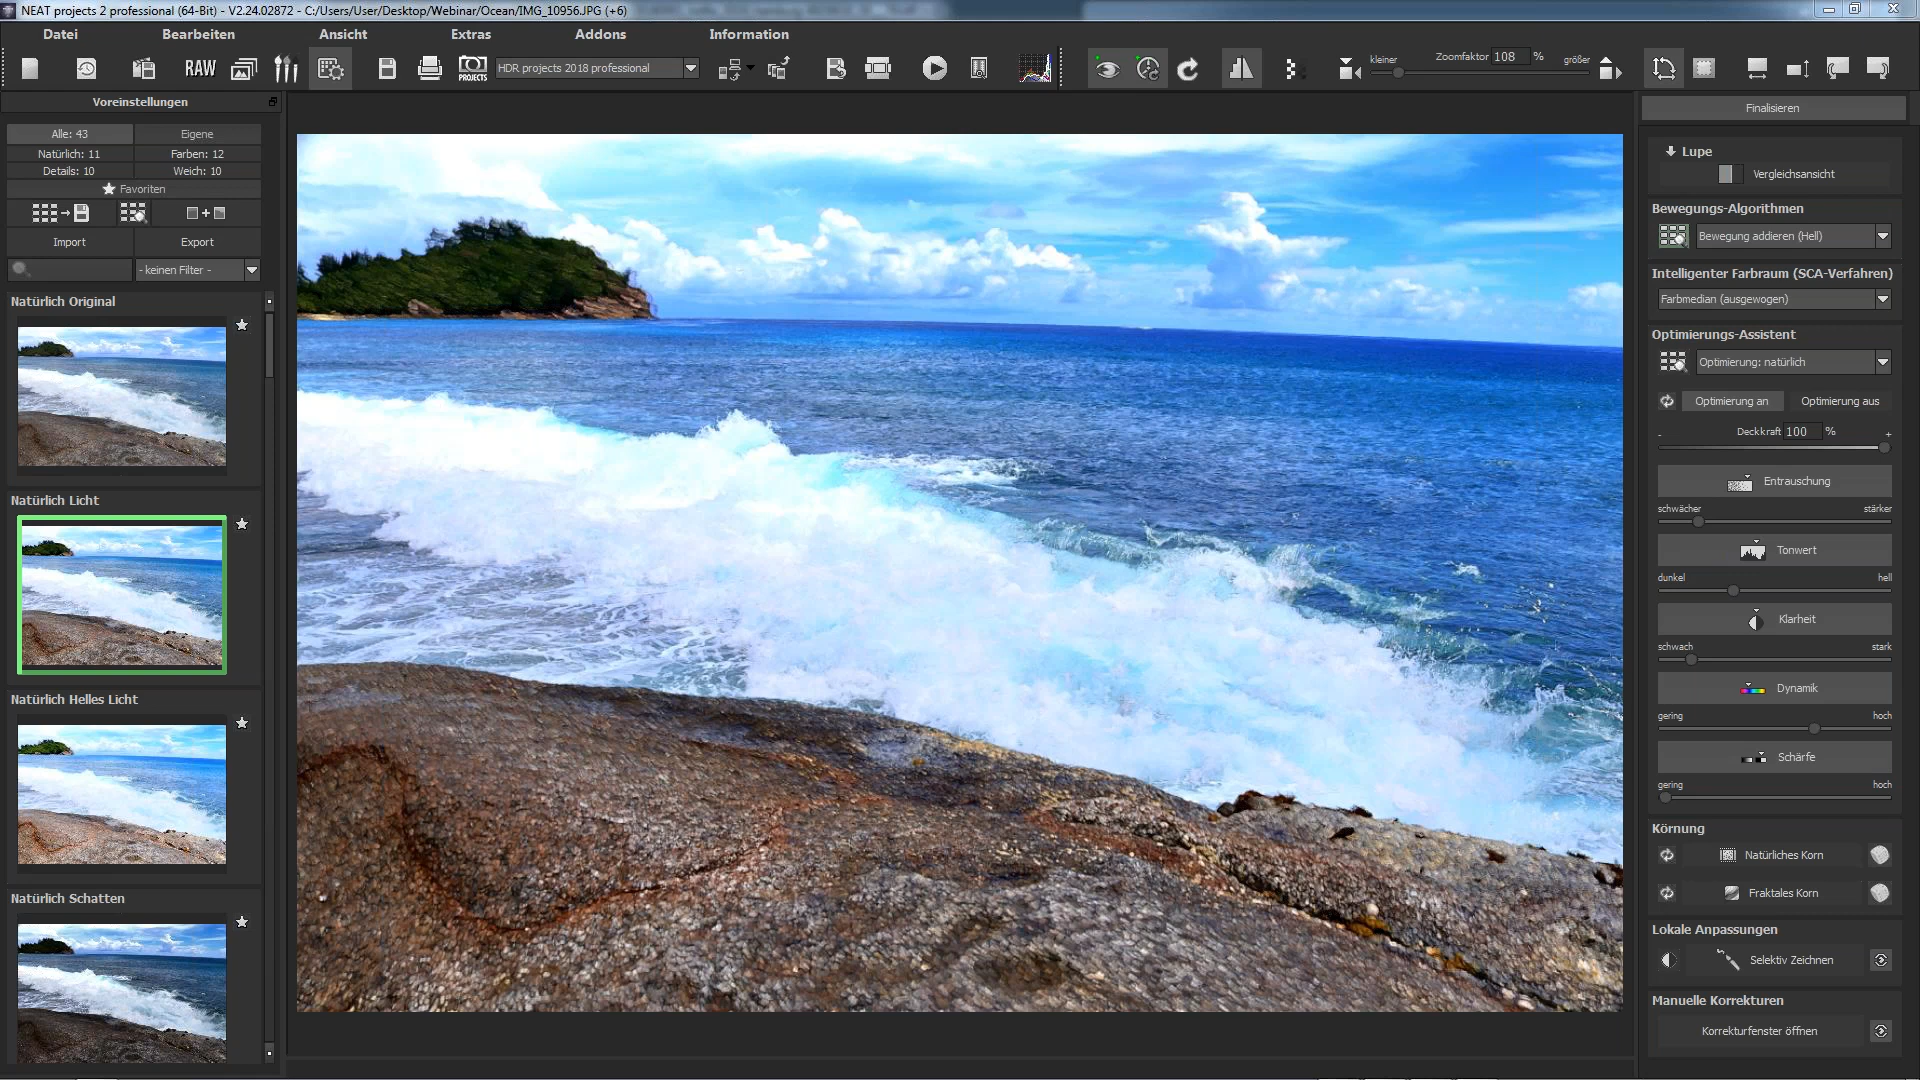 NEAT projects 2 professional (64-Bit) - V2.24.02872 - C:/Users/User/Desktop/Webinar/Ocean/IMG_10956.JPG (+6)
Datei Bearbeiten Ansicht Extras Addons Information
RAW PROJECTS HDR projects 2018 professional kleiner Zoomfaktor 108 % größer
Voreinstellungen
Alle: 43 Eigene
Natürlich: 11 Farben: 12
Details: 10 Weich: 10
Favoriten
Import Export
- keinen Filter -
Natürlich Original
Natürlich Licht
Natürlich Helles Licht
Natürlich Schatten
Finalisieren
Lupe
Vergleichsansicht
Bewegungs-Algorithmen
Bewegung addieren (Hell)
Intelligenter Farbraum (SCA-Verfahren)
Farbmedian (ausgewogen)
Optimierungs-Assistent
Optimierung: natürlich
Optimierung an Optimierung aus
Deckkraft 100 %
- +
Entrauschung
schwächer stärker
Tonwert
dunkel hell
Klarheit
schwach stark
Dynamik
gering hoch
Schärfe
gering hoch
Körnung
Natürliches Korn
Fraktales Korn
Lokale Anpassungen
Selektiv Zeichnen
Manuelle Korrekturen
Korrekturfenster öffnen